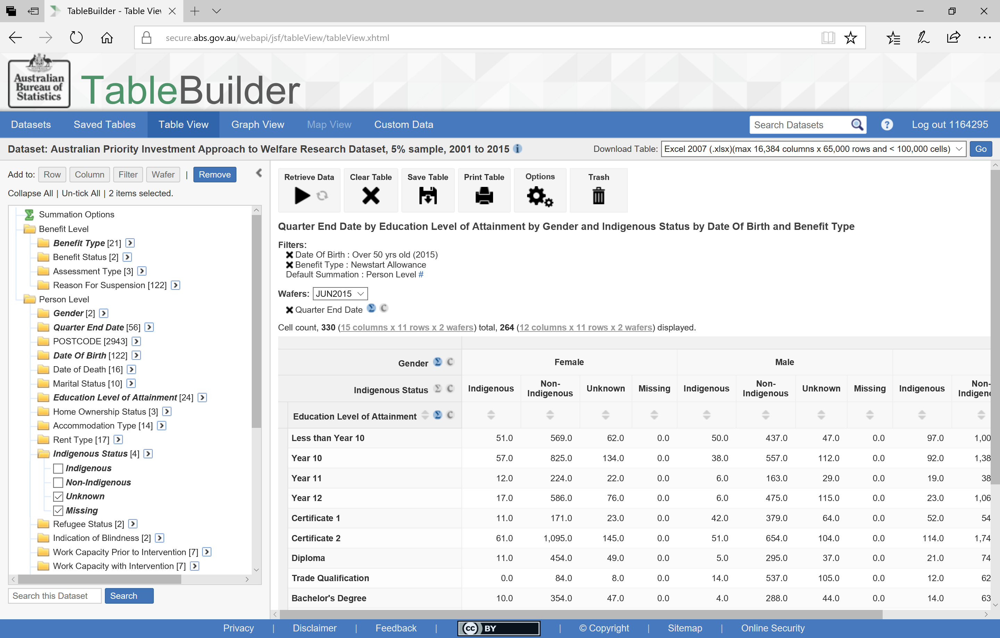 TableBuilder - Table Viev
secure.abs.gov.au/webapi/jsf/tableView/tableView.xhtml
Australian
Bureau of
Statistics
TableBuilder
Datasets Saved Tables Table View Graph View Map View Custom Data Search Datasets ? Log out 1164295
Dataset: Australian Priority Investment Approach to Welfare Research Dataset, 5% sample, 2001 to 2015 i Download Table: Excel 2007 (.xlsx)(max 16,384 columns x 65,000 rows and < 100,000 cells) Go
Add to: Row Column Filter Wafer | Remove
Collapse All | Un-tick All | 2 items selected.
Summation Options
Benefit Level
Benefit Type [21]
Benefit Status [2]
Assessment Type [3]
Reason For Suspension [122]
Person Level
Gender [2]
Quarter End Date [56]
POSTCODE [2943]
Date Of Birth [122]
Date of Death [16]
Marital Status [10]
Education Level of Attainment [24]
Home Ownership Status [3]
Accommodation Type [14]
Rent Type [17]
Indigenous Status [4]
Indigenous
Non-Indigenous
Unknown
Missing
Refugee Status [2]
Indication of Blindness [2]
Work Capacity Prior to Intervention [7]
Work Capacity with Intervention [7]
Search this Dataset Search
Retrieve Data Clear Table Save Table Print Table Options Trash
Quarter End Date by Education Level of Attainment by Gender and Indigenous Status by Date Of Birth and Benefit Type
Filters:
Date Of Birth : Over 50 yrs old (2015)
Benefit Type : Newstart Allowance
Default Summation : Person Level #
Wafers: JUN2015
Quarter End Date Σ C
Cell count, 330 (15 columns x 11 rows x 2 wafers) total, 264 (12 columns x 11 rows x 2 wafers) displayed.
Gender Σ C Female Male
Indigenous Status Σ C Indigenous Non-Indigenous Unknown Missing Indigenous Non-Indigenous Unknown Missing Indigenous Non-Indigeno
Education Level of Attainment Σ C
Less than Year 10 51.0 569.0 62.0 0.0 50.0 437.0 47.0 0.0 97.0 1,00
Year 10 57.0 825.0 134.0 0.0 38.0 557.0 112.0 0.0 92.0 1,38
Year 11 12.0 224.0 22.0 0.0 6.0 163.0 29.0 0.0 19.0 38
Year 12 17.0 586.0 76.0 0.0 6.0 475.0 115.0 0.0 23.0 1,06
Certificate 1 11.0 171.0 23.0 0.0 42.0 379.0 64.0 0.0 52.0 54
Certificate 2 61.0 1,095.0 145.0 0.0 51.0 654.0 104.0 0.0 114.0 1,74
Diploma 11.0 454.0 49.0 0.0 5.0 295.0 37.0 0.0 21.0 74
Trade Qualification 0.0 84.0 8.0 0.0 14.0 537.0 105.0 0.0 12.0 62
Bachelor's Degree 10.0 354.0 47.0 0.0 4.0 288.0 44.0 0.0 14.0 63
Privacy | Disclaimer | Feedback | cc BY | © Copyright | Sitemap | Online Security